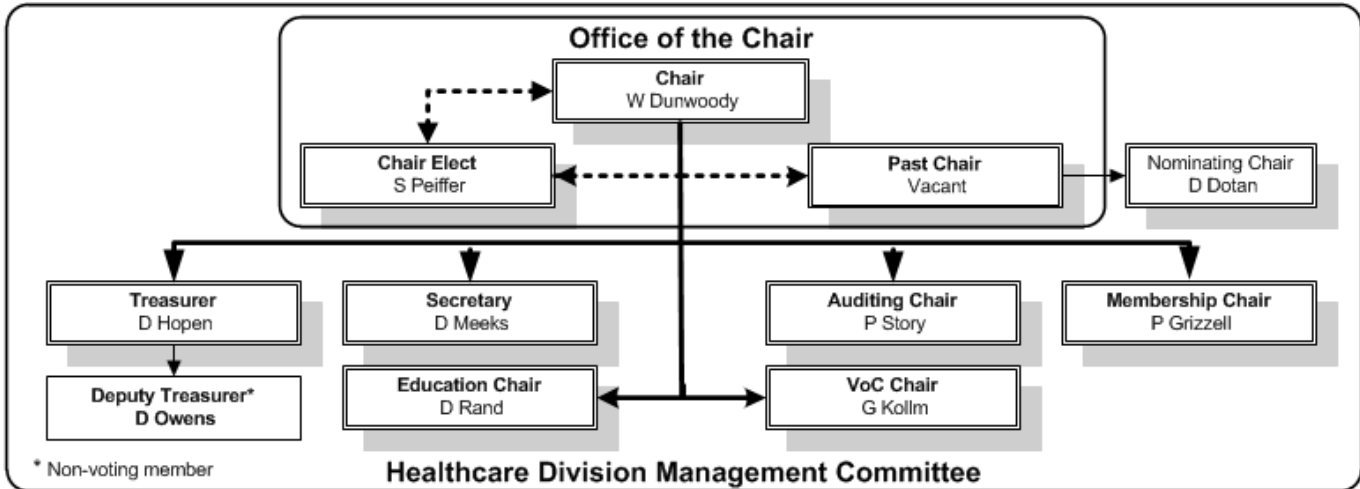 Office of the Chair
Chair
W Dunwoody
Chair Elect
S Peiffer
Past Chair
Vacant
Nominating Chair
D Dotan
Treasurer
D Hopen
Secretary
D Meeks
Auditing Chair
P Story
Membership Chair
P Grizzell
Deputy Treasurer*
D Owens
Education Chair
D Rand
VoC Chair
G Kollm
* Non-voting member
Healthcare Division Management Committee